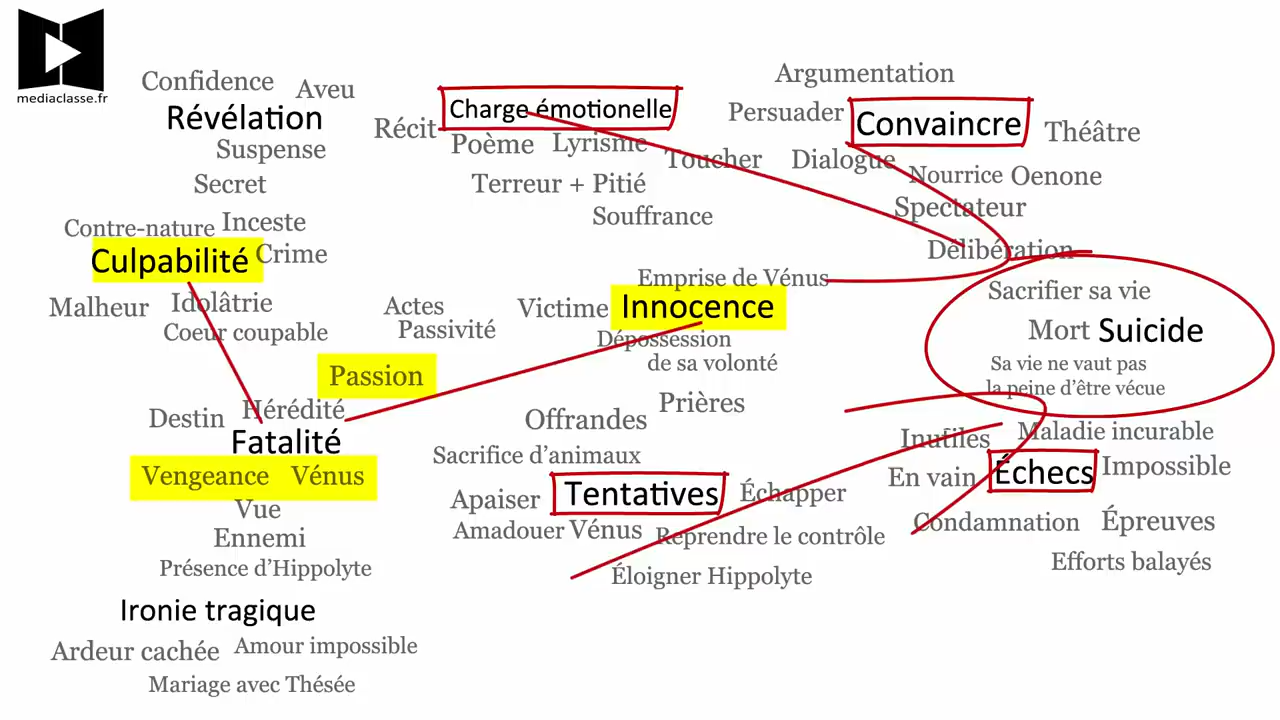 mediaclasse.fr
Confidence
Aveu
Révélation
Suspense
Secret
Récit
Charge émotionelle
Poème
Lyrisme
Toucher
Terreur + Pitié
Souffrance
Argumentation
Persuader
Convaincre
Théâtre
Dialogue
Nourrice Oenone
Spectateur
Délibération
Contre-nature
Inceste
Culpabilité
Crime
Malheur
Idolâtrie
Coeur coupable
Actes
Passivité
Passion
Emprise de Vénus
Victime
Innocence
Dépossession
de sa volonté
Sacrifier sa vie
Mort Suicide
Sa vie ne vaut pas
la peine d'être vécue
Destin
Hérédité
Fatalité
Vengeance Vénus
Vue
Ennemi
Présence d'Hippolyte
Offrandes
Prières
Sacrifice d'animaux
Apaiser
Tentatives
Échapper
Amadouer Vénus
Reprendre le contrôle
Éloigner Hippolyte
Inutiles
Maladie incurable
En vain
Échecs
Impossible
Condamnation
Épreuves
Efforts balayés
Ironie tragique
Ardeur cachée
Amour impossible
Mariage avec Thésée